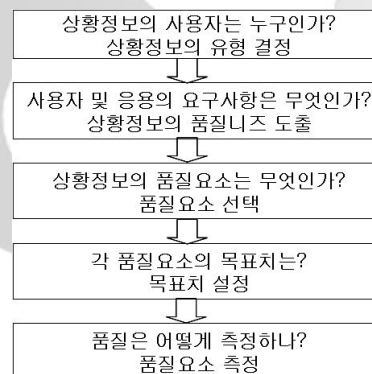 상황정보의 사용자는 누구인가?
상황정보의 유형 결정
사용자 및 응용의 요구사항은 무엇인가?
상황정보의 품질니즈 도출
상황정보의 품질요소는 무엇인가?
품질요소 선택
각 품질요소의 목표치는?
목표치 설정
품질은 어떻게 측정하나?
품질요소 측정